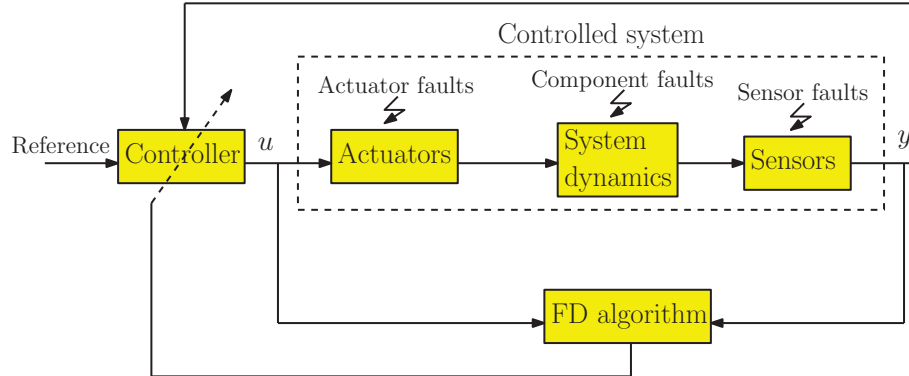 Controlled system
Actuator faults
Component faults
Sensor faults
Reference
Controller
u
Actuators
System
dynamics
Sensors
y
FD algorithm